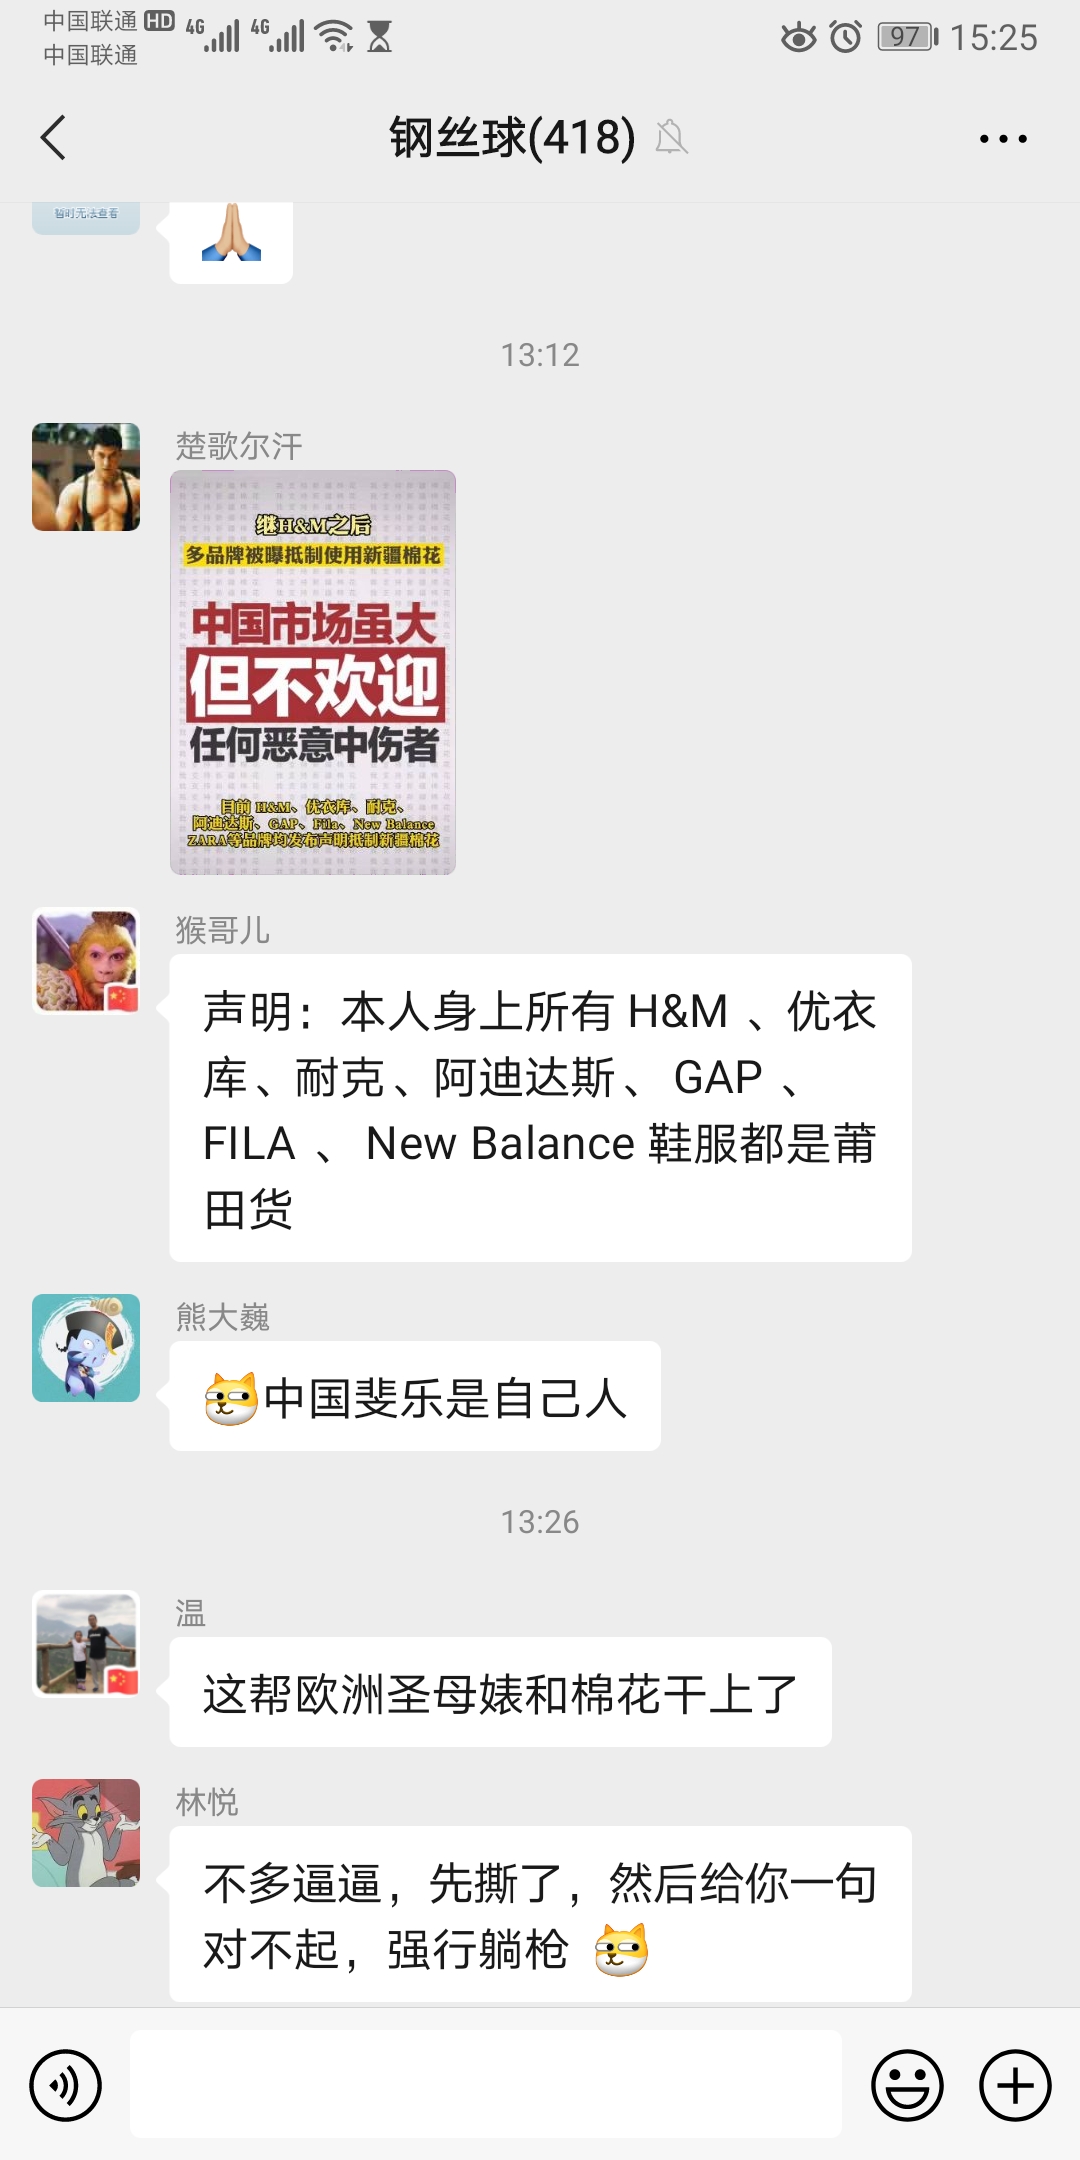 中国联通 HD 4G 4G
中国联通
97 15:25
钢丝球(418)
暂时无法查看
13:12
楚歌尔汗
继H&M之后
多品牌被曝抵制使用新疆棉花
中国市场虽大
但不欢迎
任何恶意中伤者
目前 H&M、优衣库、耐克、
阿迪达斯、GAP、Fila、New Balance
ZARA等品牌均发布声明抵制新疆棉花
猴哥儿
声明：本人身上所有 H&M 、优衣
库、耐克、阿迪达斯、 GAP 、
FILA 、 New Balance 鞋服都是莆
田货
熊大巍
中国斐乐是自己人
13:26
温
这帮欧洲圣母婊和棉花干上了
林悦
不多逼逼，先撕了，然后给你一句
对不起，强行躺枪